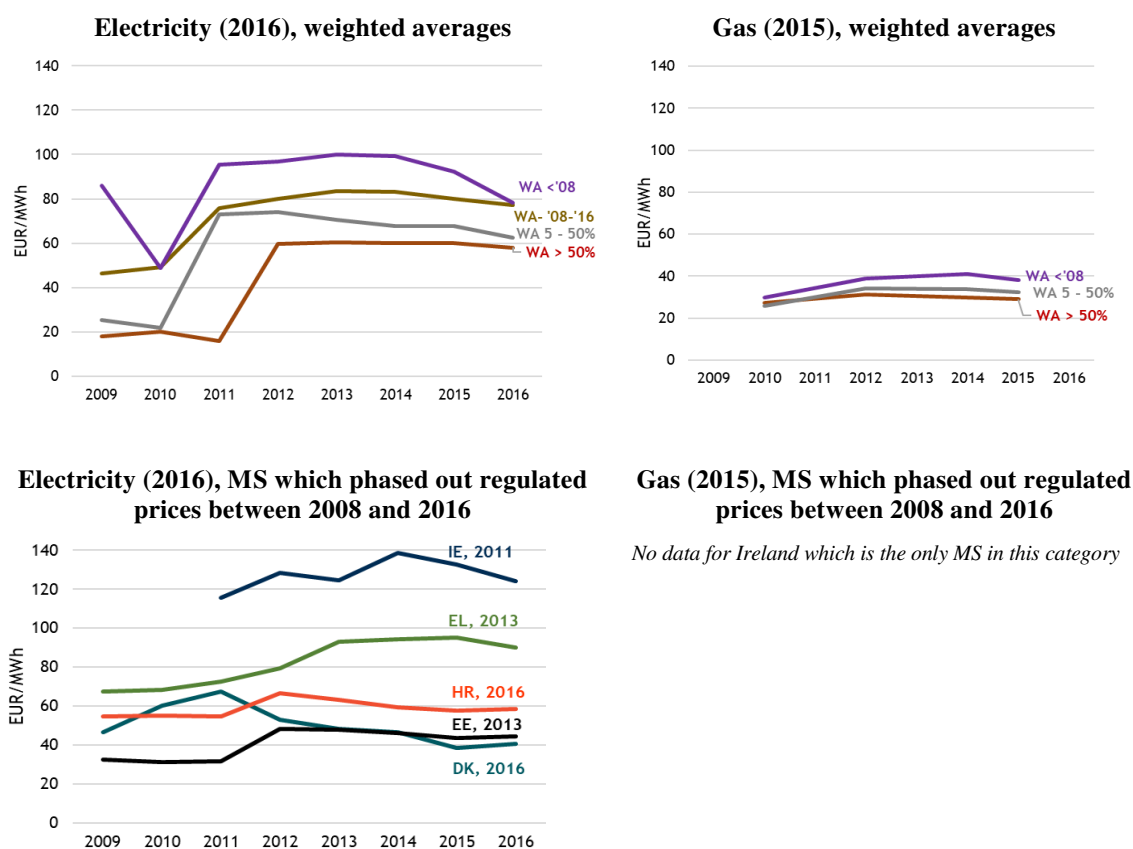 Electricity (2016), weighted averages
140
120
100
80
60
40
20
0
EUR/MWh
2009 2010 2011 2012 2013 2014 2015 2016
WA <'08
WA- '08-'16
WA 5 - 50%
WA > 50%
Gas (2015), weighted averages
140
120
100
80
60
40
20
0
EUR/MWh
2009 2010 2011 2012 2013 2014 2015 2016
WA <'08
WA 5 - 50%
WA > 50%
Electricity (2016), MS which phased out regulated
prices between 2008 and 2016
140
120
100
80
60
40
20
0
EUR/MWh
2009 2010 2011 2012 2013 2014 2015 2016
IE, 2011
EL, 2013
HR, 2016
EE, 2013
DK, 2016
Gas (2015), MS which phased out regulated
prices between 2008 and 2016
No data for Ireland which is the only MS in this category